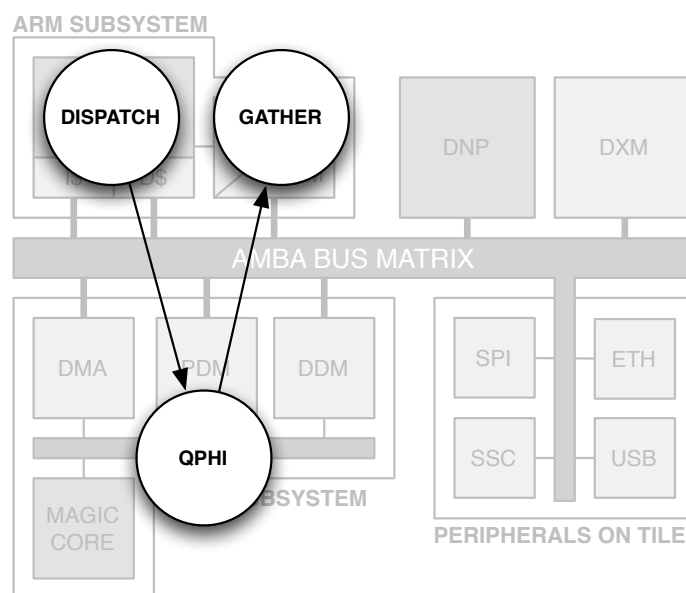 ARM SUBSYSTEM
DISPATCH
GATHER
DNP
DXM
I$
D$
AMBA BUS MATRIX
DMA
PDM
DDM
SPI
ETH
QPHI
SSC
USB
MAGIC
CORE
PERIPHERALS ON TILE